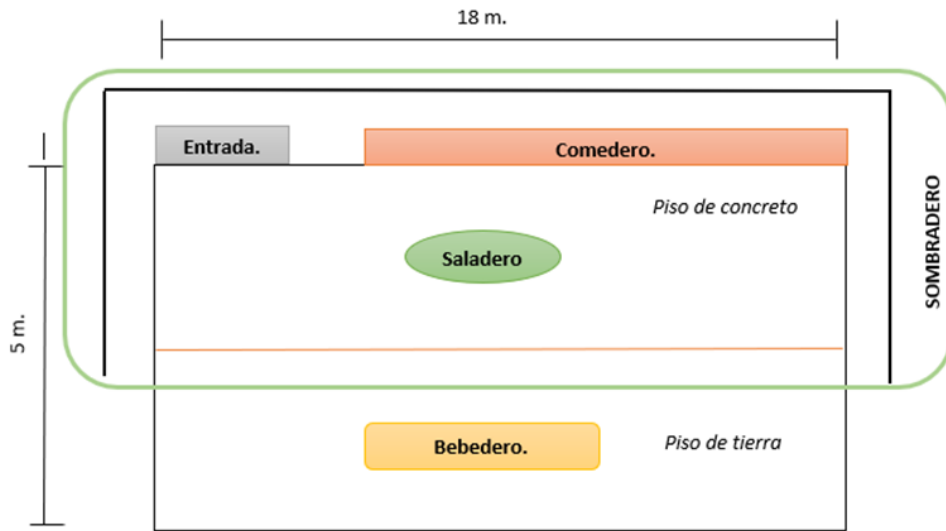 18 m.
Entrada.
Comedero.
Piso de concreto
Saladero
SOMBRADERO
5 m.
Bebedero.
Piso de tierra